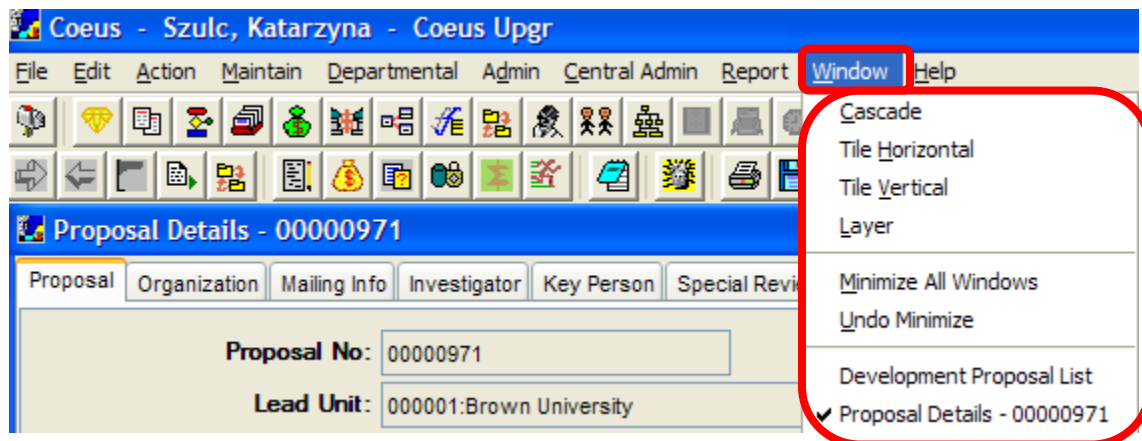 Coeus - Szulc, Katarzyna - Coeus Upgr
File Edit Action Maintain Departmental Admin Central Admin Report Window Help
Cascade
Tile Horizontal
Tile Vertical
Layer
Minimize All Windows
Undo Minimize
Development Proposal List
✔ Proposal Details - 00000971
Proposal Details - 00000971
Proposal Organization Mailing Info Investigator Key Person Special Revi
Proposal No: 00000971
Lead Unit: 000001:Brown University